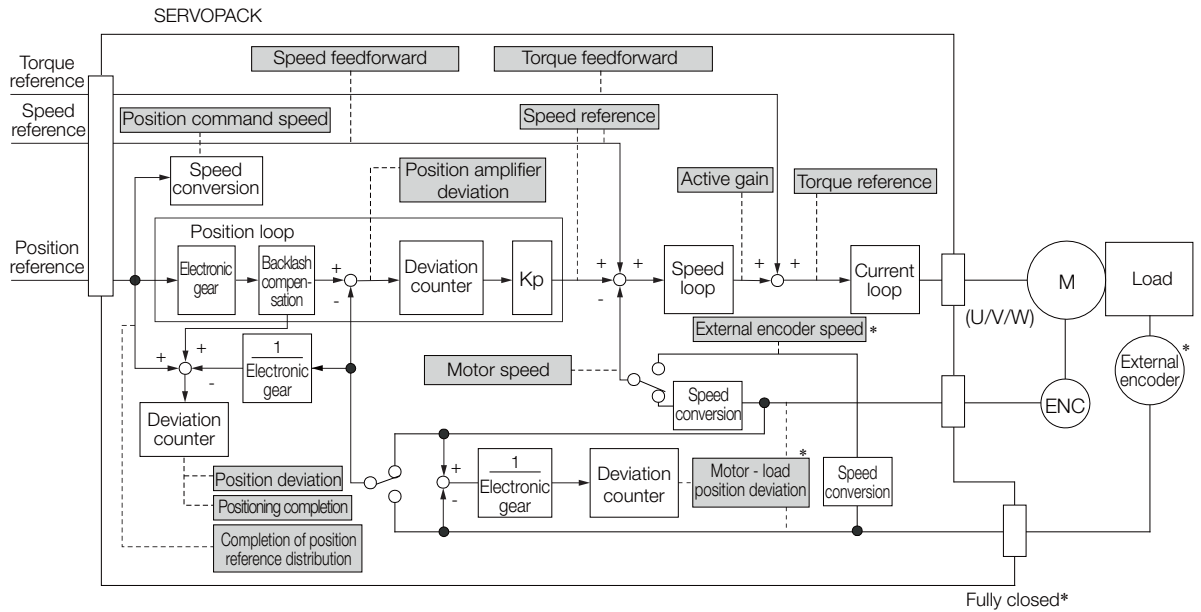 SERVOPACK
Torque
reference
Speed
reference
Position
reference
Speed feedforward
Torque feedforward
Position command speed
Speed reference
Speed
conversion
Position amplifier
deviation
Active gain
Torque reference
Position loop
Electronic
gear
Backlash
compen-
sation
+
-
Deviation
counter
Kp
+
+
-
Speed
loop
+
+
Current
loop
(U/V/W)
M
Load
External encoder speed *
External
encoder
*
+
+
-
1
Electronic
gear
Motor speed
Speed
conversion
ENC
Deviation
counter
Position deviation
Positioning completion
Completion of position
reference distribution
+
-
1
Electronic
gear
Deviation
counter
*
Motor - load
position deviation
Speed
conversion
Fully closed*